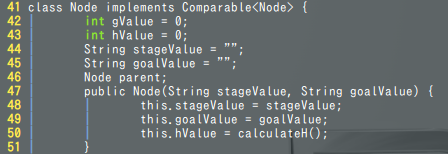 41 class Node implements Comparable<Node> {
42 int gValue = 0;
43 int hValue = 0;
44 String stageValue = "";
45 String goalValue = "";
46 Node parent;
47 public Node(String stageValue, String goalValue) {
48 this.stageValue = stageValue;
49 this.goalValue = goalValue;
50 this.hValue = calculateH();
51 }